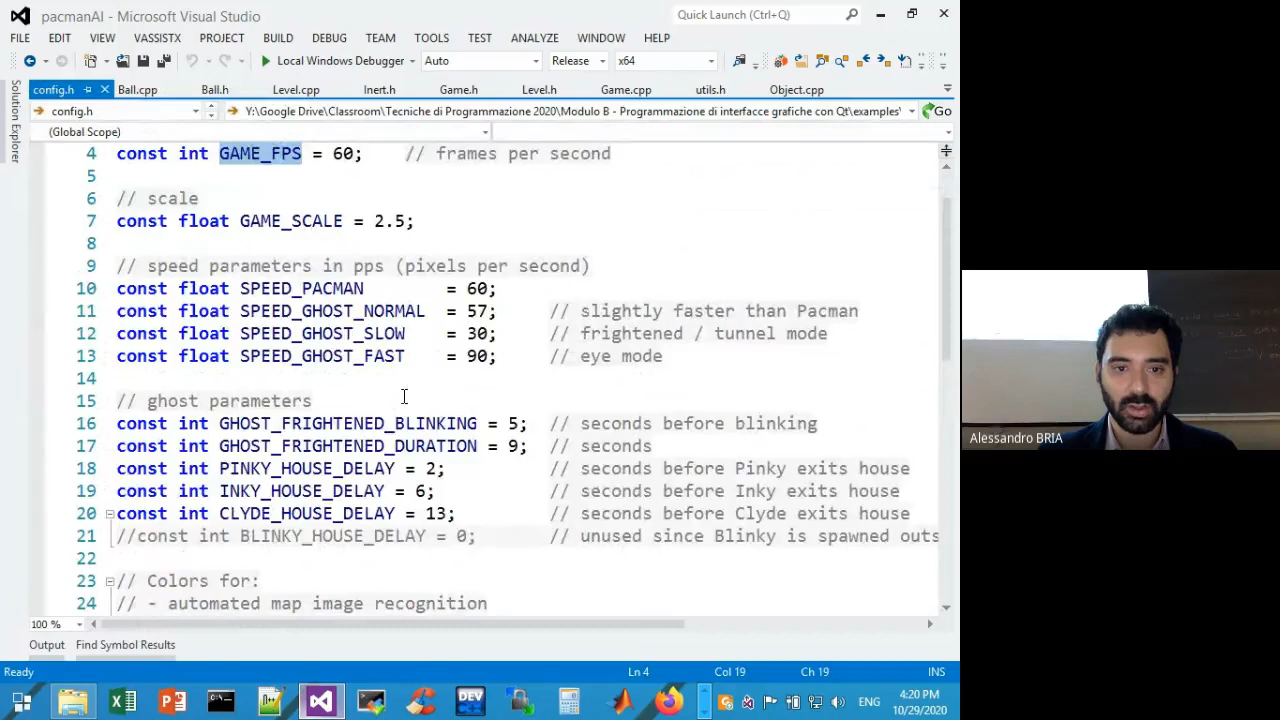 pacmanAI - Microsoft Visual Studio
Quick Launch (Ctrl+Q)
FILE EDIT VIEW VASSISTX PROJECT BUILD DEBUG TEAM TOOLS TEST ANALYZE WINDOW HELP
Local Windows Debugger Auto Release x64
config.h Ball.cpp Ball.h Level.cpp Inert.h Game.h Level.h Game.cpp utils.h Object.cpp
config.h Y:\Google Drive\Classroom\Tecniche di Programmazione 2020\Modulo B - Programmazione di interfacce grafiche con Qt\examples\ Go
(Global Scope)
Solution Explorer
4 const int GAME_FPS = 60; // frames per second
5
6 // scale
7 const float GAME_SCALE = 2.5;
8
9 // speed parameters in pps (pixels per second)
10 const float SPEED_PACMAN = 60;
11 const float SPEED_GHOST_NORMAL = 57; // slightly faster than Pacman
12 const float SPEED_GHOST_SLOW = 30; // frightened / tunnel mode
13 const float SPEED_GHOST_FAST = 90; // eye mode
14
15 // ghost parameters
16 const int GHOST_FRIGHTENED_BLINKING = 5; // seconds before blinking
17 const int GHOST_FRIGHTENED_DURATION = 9; // seconds
18 const int PINKY_HOUSE_DELAY = 2; // seconds before Pinky exits house
19 const int INKY_HOUSE_DELAY = 6; // seconds before Inky exits house
20 const int CLYDE_HOUSE_DELAY = 13; // seconds before Clyde exits house
21 //const int BLINKY_HOUSE_DELAY = 0; // unused since Blinky is spawned outs
22
23 // Colors for:
24 // - automated map image recognition
100 %
Output Find Symbol Results
Ready Ln 4 Col 19 Ch 19 INS
DEV
ENG
4:20 PM
10/29/2020
Alessandro BRIA